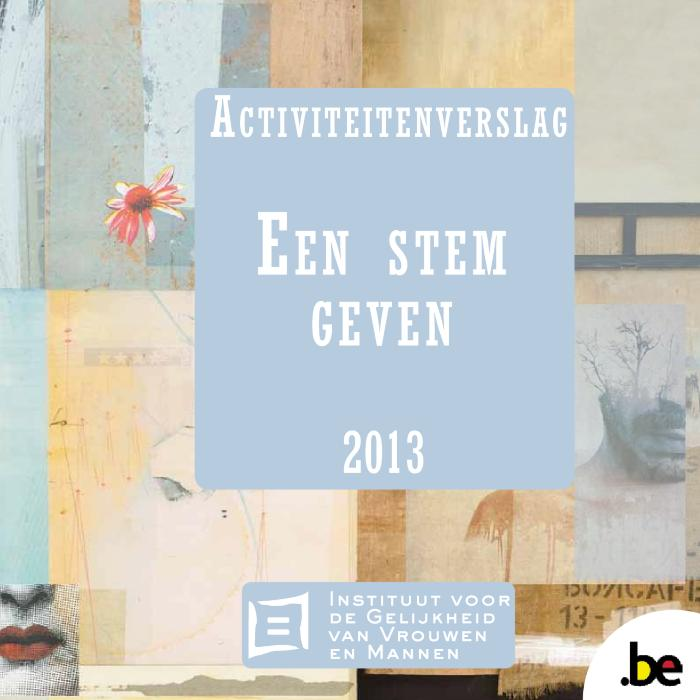 Activiteitenverslag
Een stem
geven
2013
Instituut voor
de Gelijkheid
van Vrouwen
en Mannen
.be